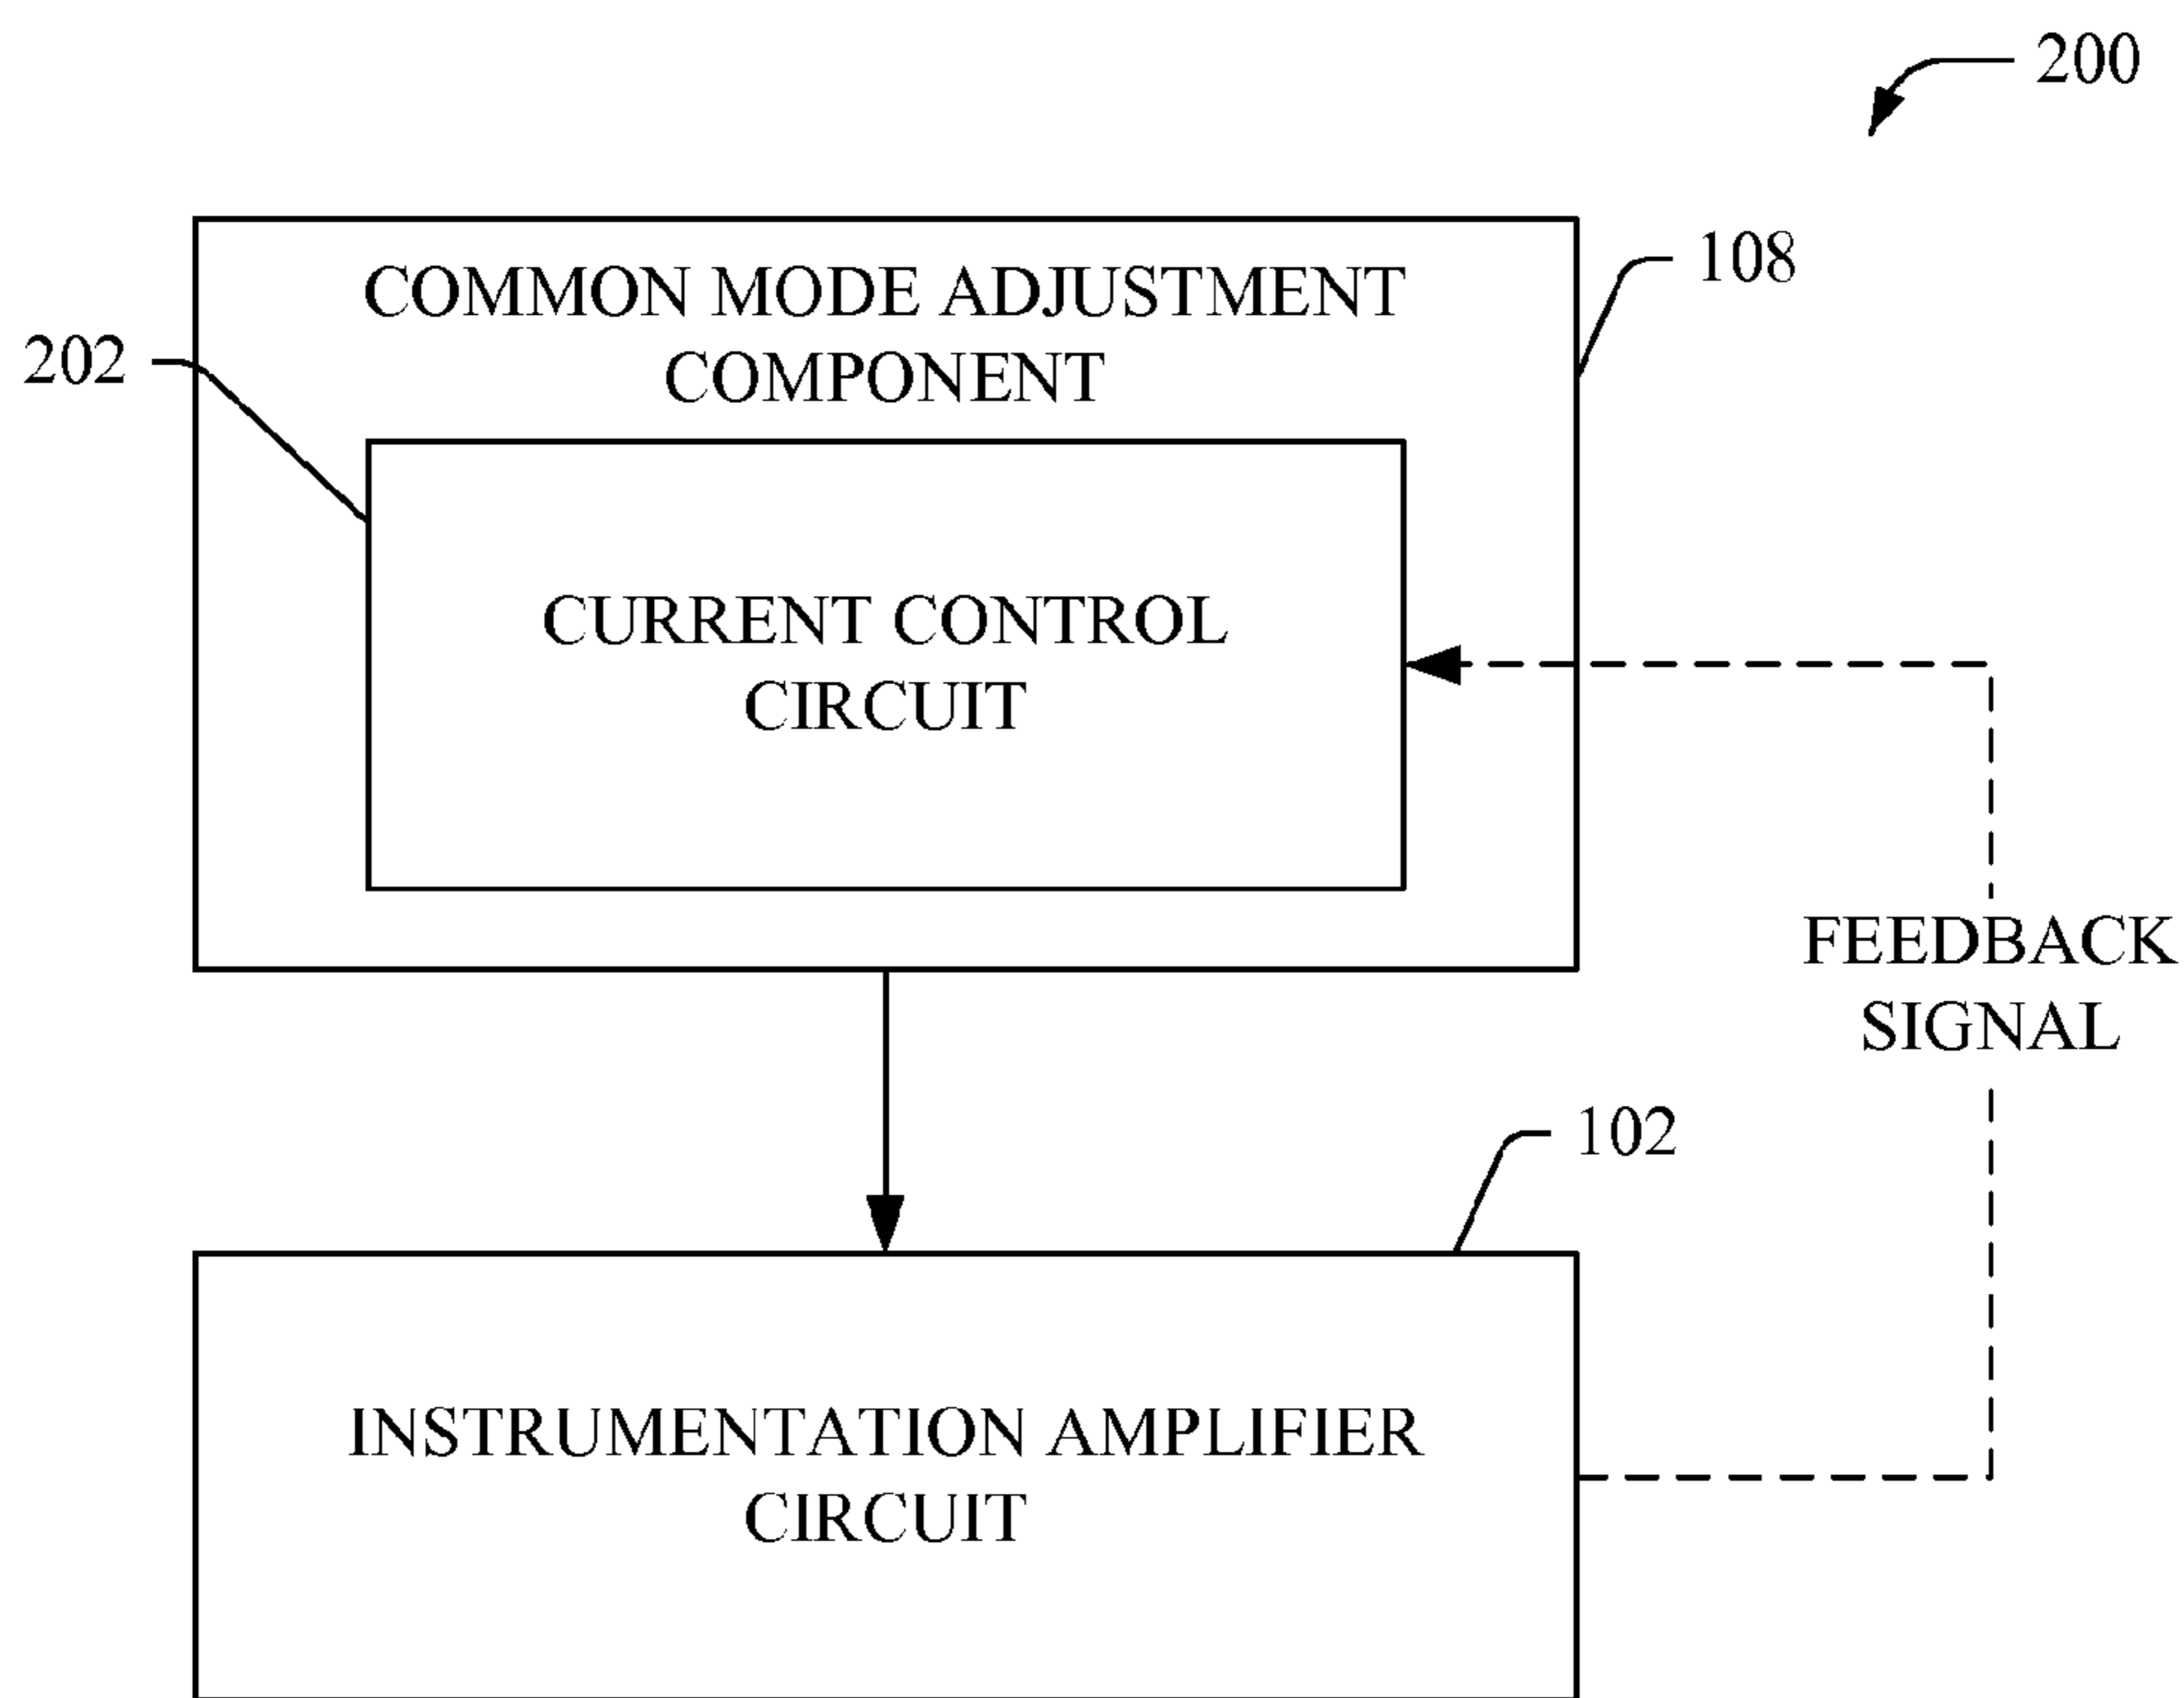 200
108
COMMON MODE ADJUSTMENT
COMPONENT
202
CURRENT CONTROL
CIRCUIT
FEEDBACK
SIGNAL
102
INSTRUMENTATION AMPLIFIER
CIRCUIT